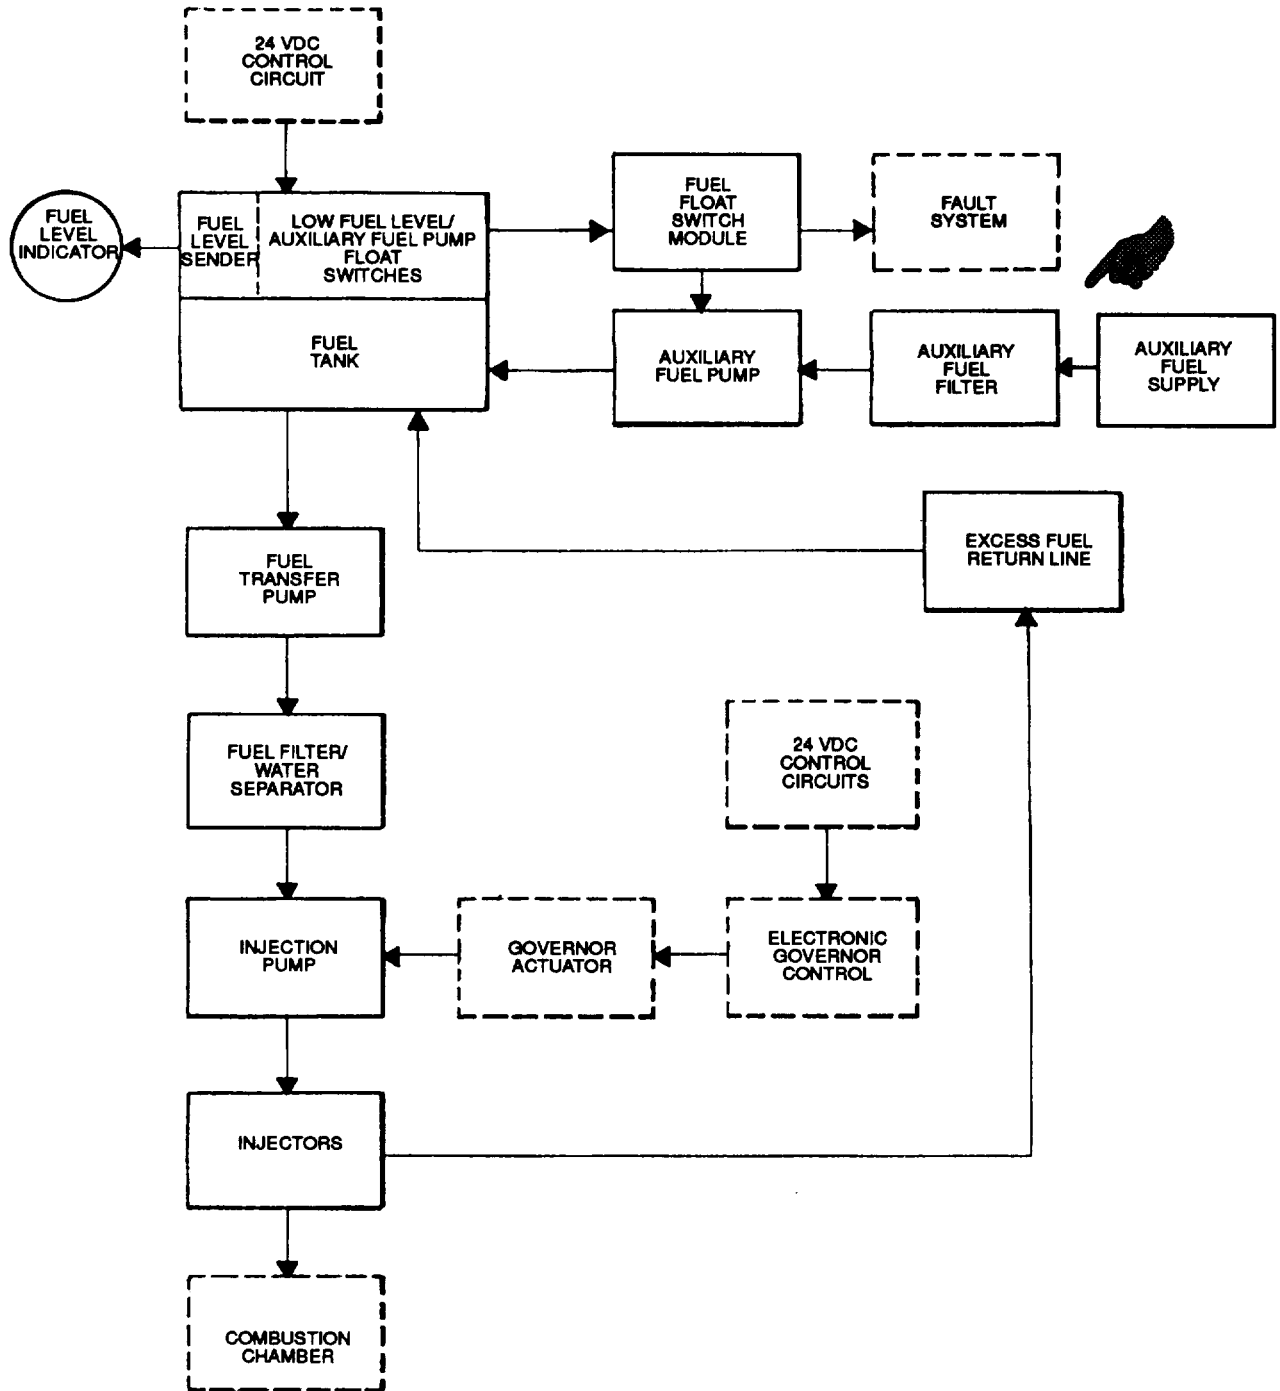 24 VDC
CONTROL
CIRCUIT
FUEL
LEVEL
INDICATOR
FUEL
LEVEL
SENDER
LOW FUEL LEVEL/
AUXILIARY FUEL PUMP
FLOAT
SWITCHES
FUEL
FLOAT
SWITCH
MODULE
FAULT
SYSTEM
FUEL
TANK
AUXILIARY
FUEL PUMP
AUXILIARY
FUEL
FILTER
AUXILIARY
FUEL
SUPPLY
EXCESS FUEL
RETURN LINE
FUEL
TRANSFER
PUMP
FUEL FILTER/
WATER
SEPARATOR
24 VDC
CONTROL
CIRCUITS
INJECTION
PUMP
GOVERNOR
ACTUATOR
ELECTRONIC
GOVERNOR
CONTROL
INJECTORS
COMBUSTION
CHAMBER